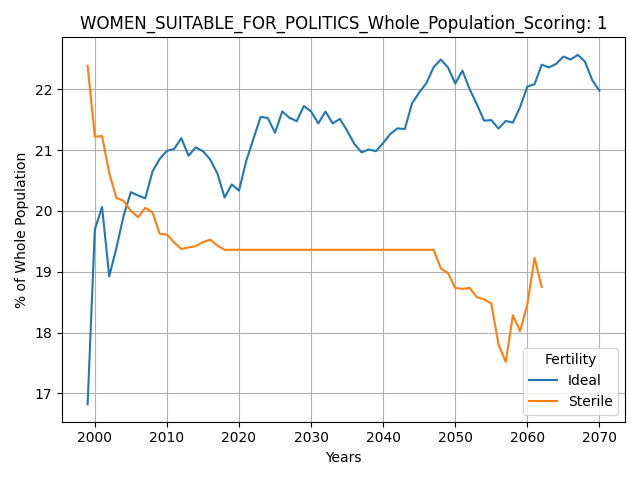 WOMEN_SUITABLE_FOR_POLITICS_Whole_Population_Scoring: 1
% of Whole Population
22
21
20
19
18
17
Fertility
Ideal
Sterile
2000 2010 2020 2030 2040 2050 2060 2070
Years